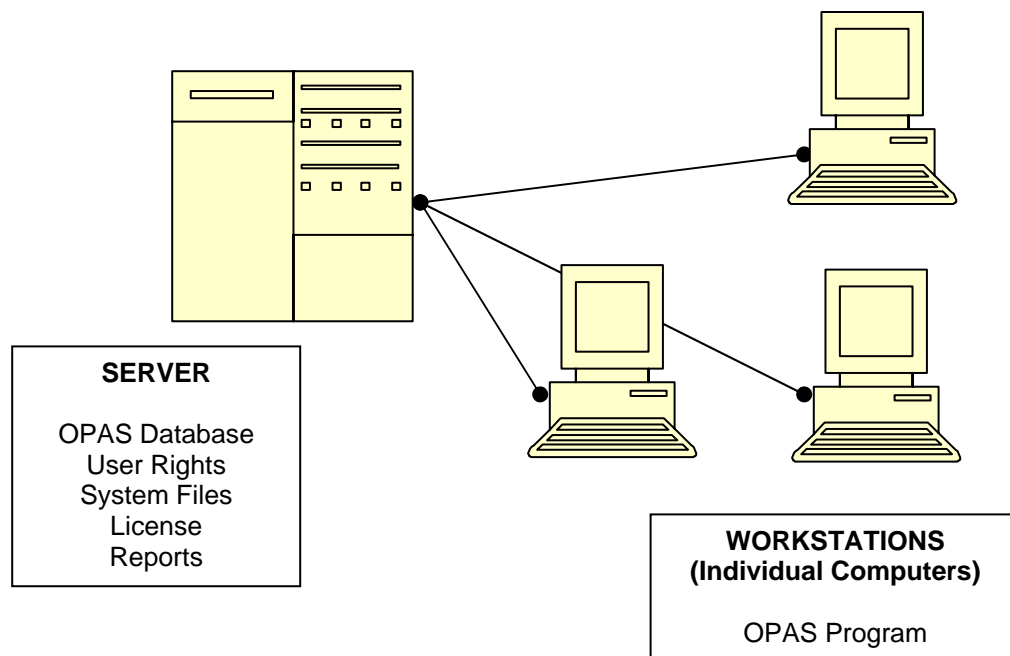 SERVER
OPAS Database
User Rights
System Files
License
Reports
WORKSTATIONS
(Individual Computers)
OPAS Program